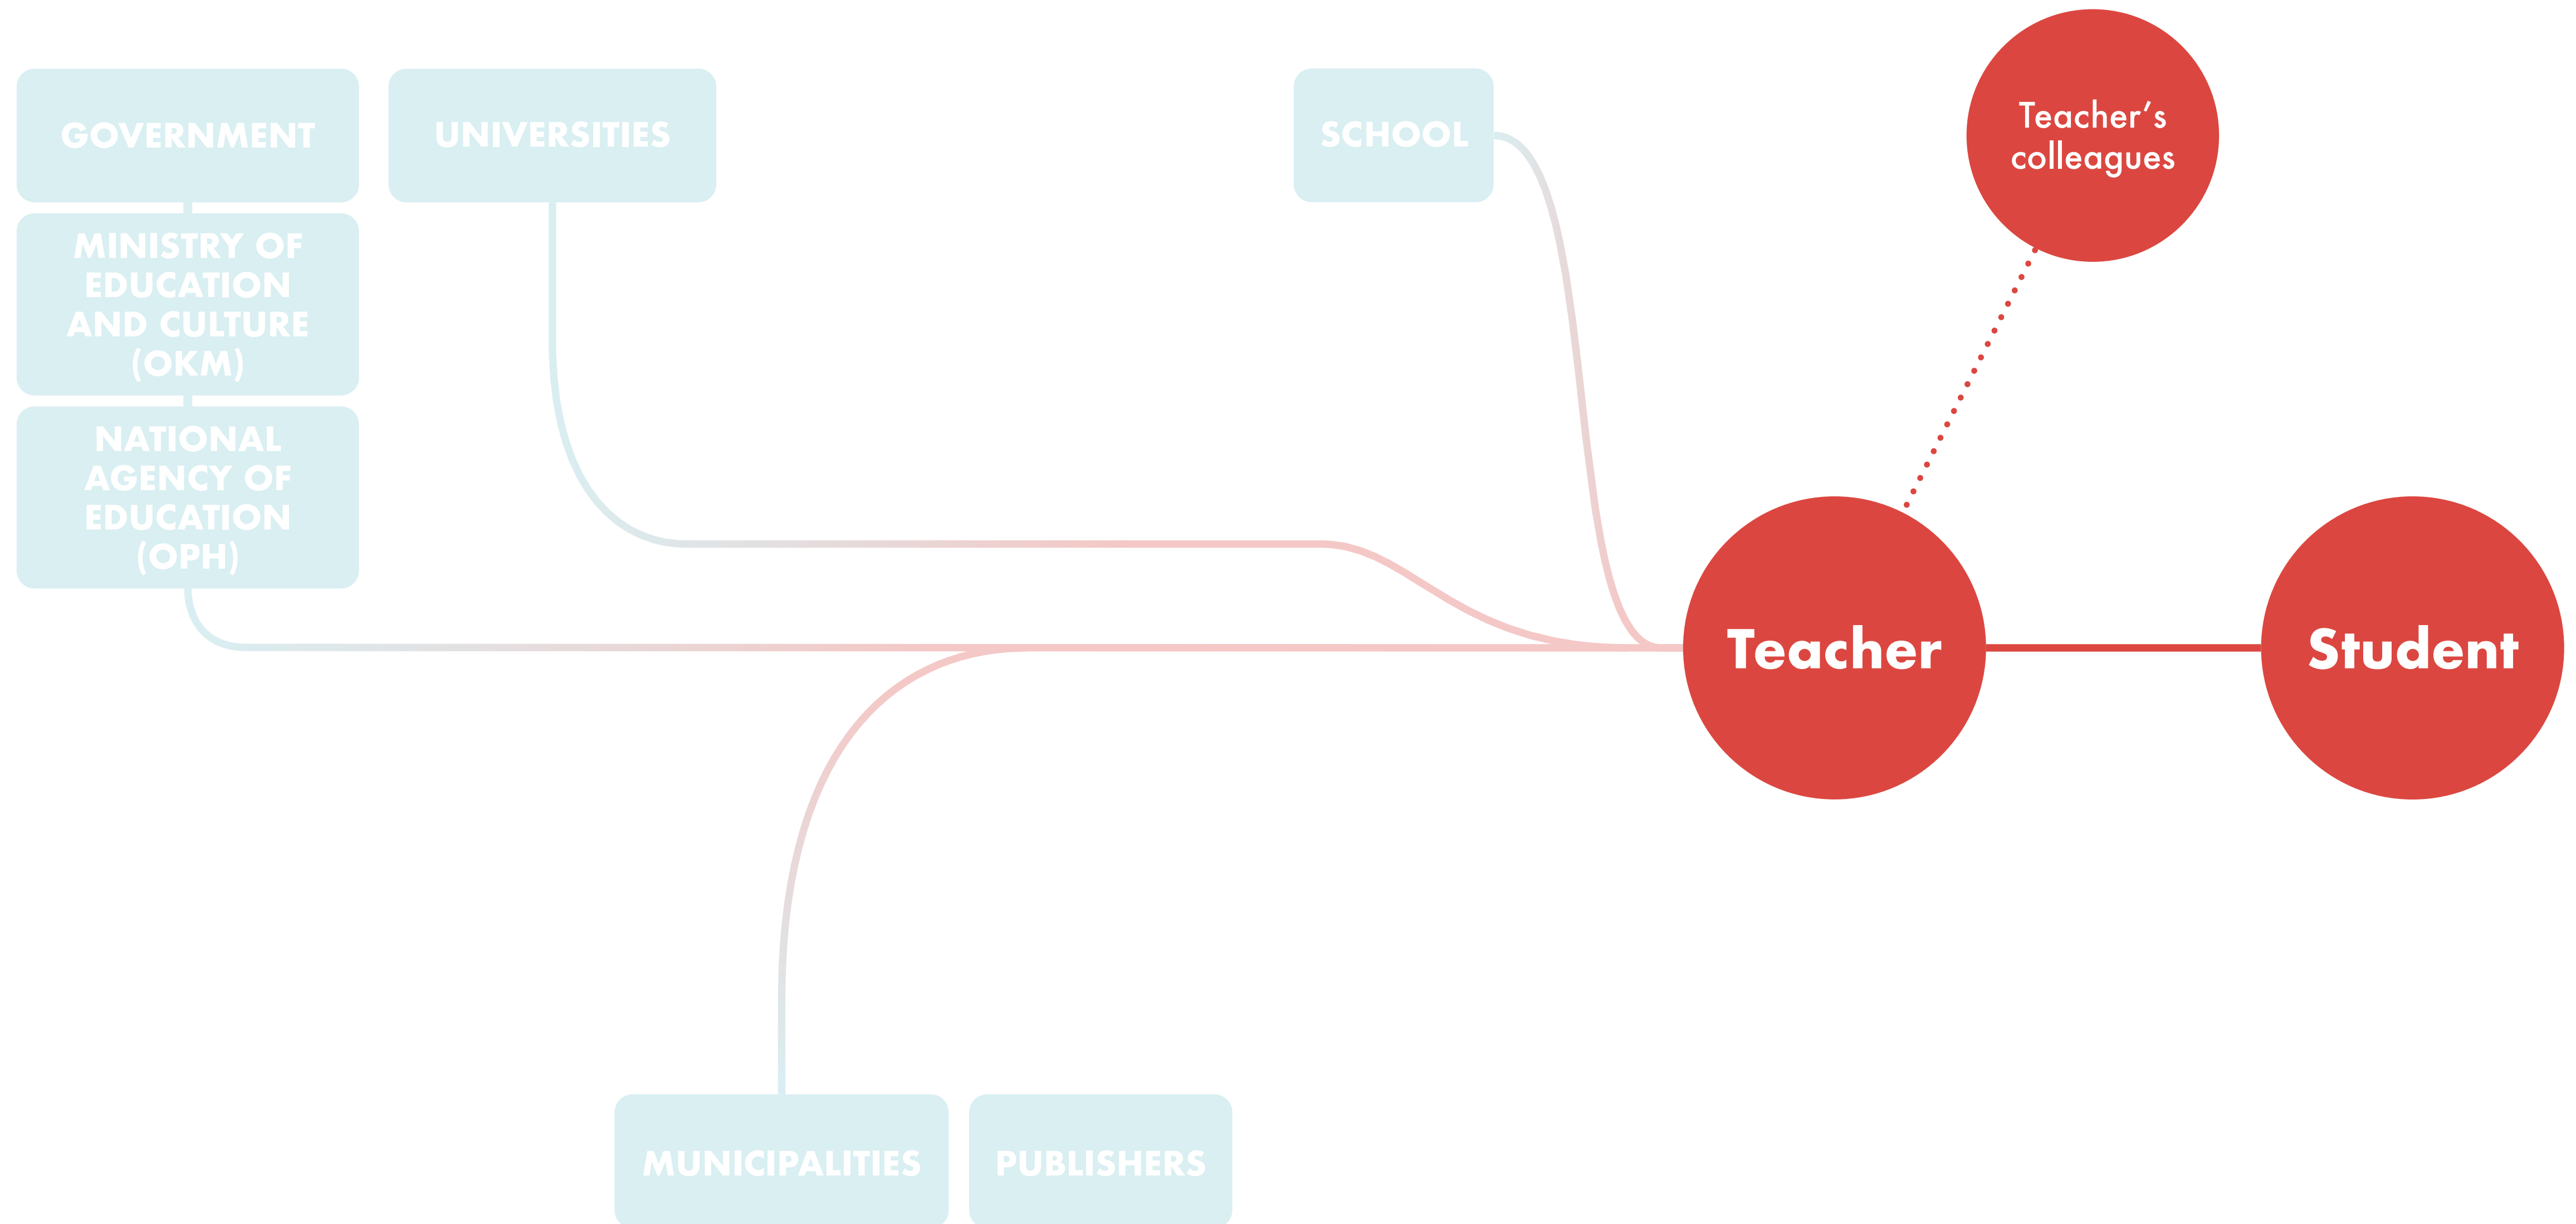 GOVERNMENT
UNIVERSITIES
SCHOOL
Teacher’s
colleagues
MINISTRY OF
EDUCATION
AND CULTURE
(OKM)
NATIONAL
AGENCY OF
EDUCATION
(OPH)
Teacher
Student
MUNICIPALITIES
PUBLISHERS